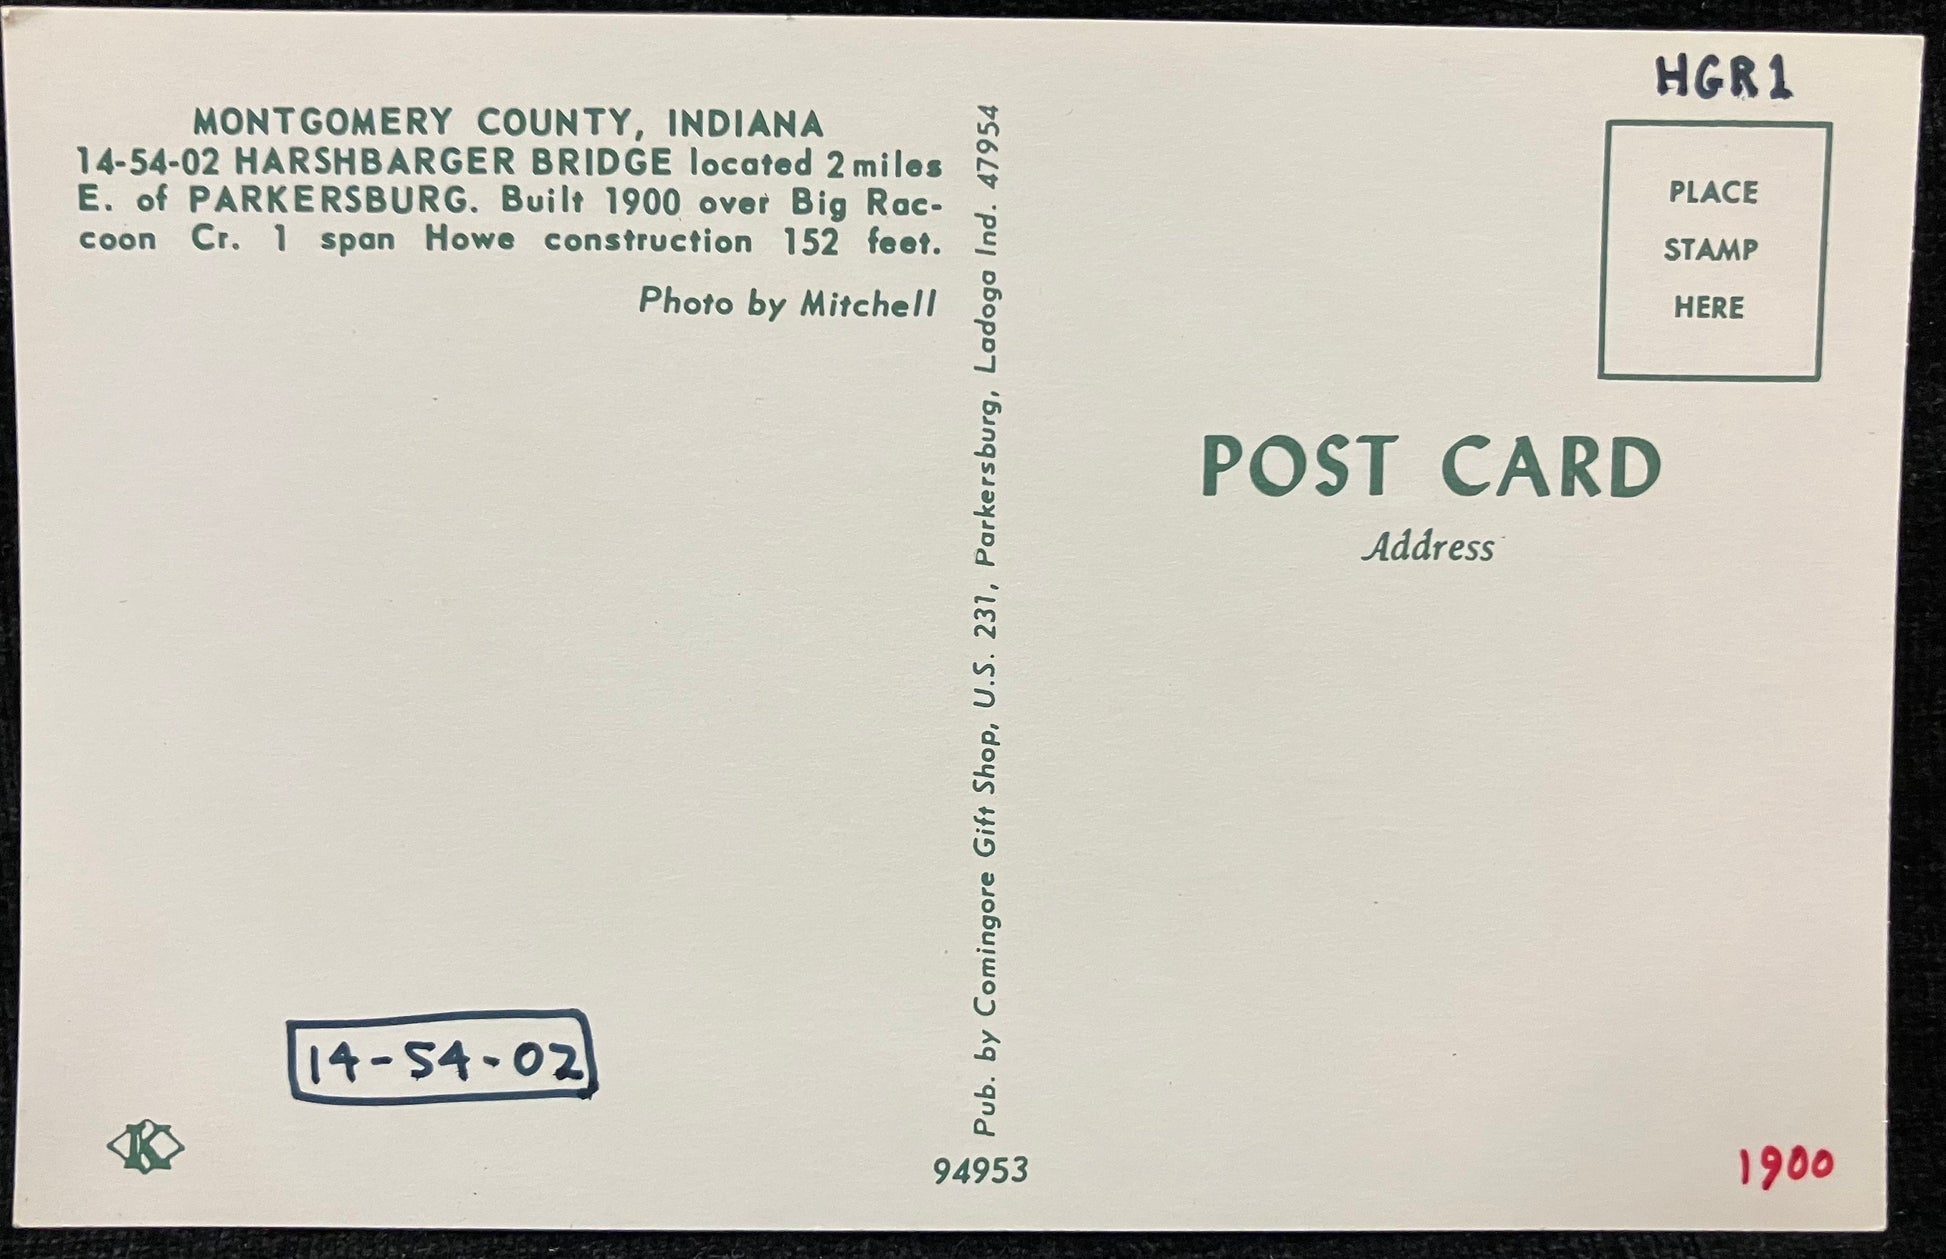 MONTGOMERY COUNTY, INDIANA
14-54-02 HARSHBARGER BRIDGE located 2 miles
E. of PARKERSBURG. Built 1900 over Big Rac-
coon Cr. 1 span Howe construction 152 feet.
Photo by Mitchell
14-54-02
K
Pub. by Comingore Gift Shop, U.S. 231, Parkersburg, Ladoga Ind. 47954
94953
HGR1
PLACE
STAMP
HERE
POST CARD
Address
1900